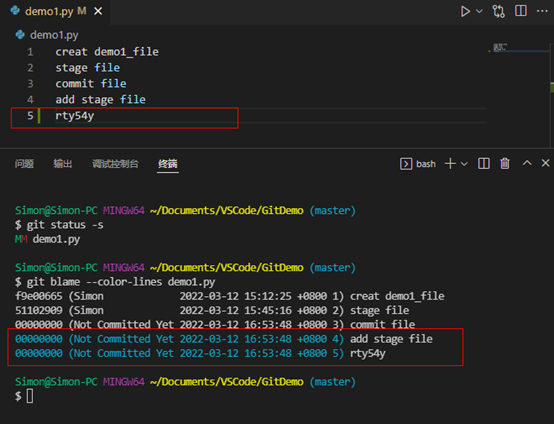 demo1.py M
demo1.py
1 creat demo1_file
2 stage file
3 commit file
4 add stage file
5 rty54y
问题 输出 调试控制台 终端 bash
Simon@Simon-PC MINGW64 ~/Documents/VSCode/GitDemo (master)
$ git status -s
MM demo1.py
Simon@Simon-PC MINGW64 ~/Documents/VSCode/GitDemo (master)
$ git blame --color-lines demo1.py
f9e00665 (Simon 2022-03-12 15:12:25 +0800 1) creat demo1_file
51102909 (Simon 2022-03-12 15:45:16 +0800 2) stage file
00000000 (Not Committed Yet 2022-03-12 16:53:48 +0800 3) commit file
00000000 (Not Committed Yet 2022-03-12 16:53:48 +0800 4) add stage file
00000000 (Not Committed Yet 2022-03-12 16:53:48 +0800 5) rty54y
Simon@Simon-PC MINGW64 ~/Documents/VSCode/GitDemo (master)
$